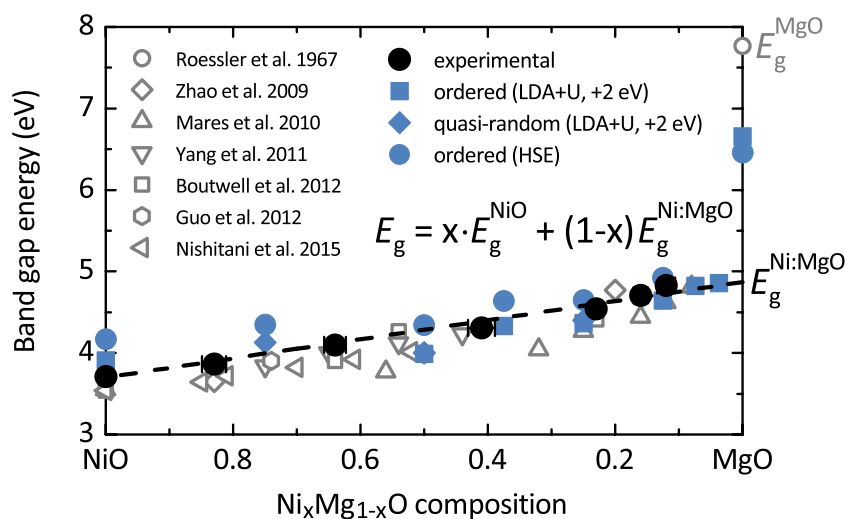 8
7
6
5
4
3
Band gap energy (eV)
Roessler et al. 1967
Zhao et al. 2009
Mares et al. 2010
Yang et al. 2011
Boutwell et al. 2012
Guo et al. 2012
Nishitani et al. 2015
experimental
ordered (LDA+U, +2 eV)
quasi-random (LDA+U, +2 eV)
ordered (HSE)
E_g^MgO
E_g = x·E_g^NiO + (1-x) E_g^Ni:MgO
E_g^Ni:MgO
NiO 0.8 0.6 0.4 0.2 MgO
Ni_xMg_1-xO composition